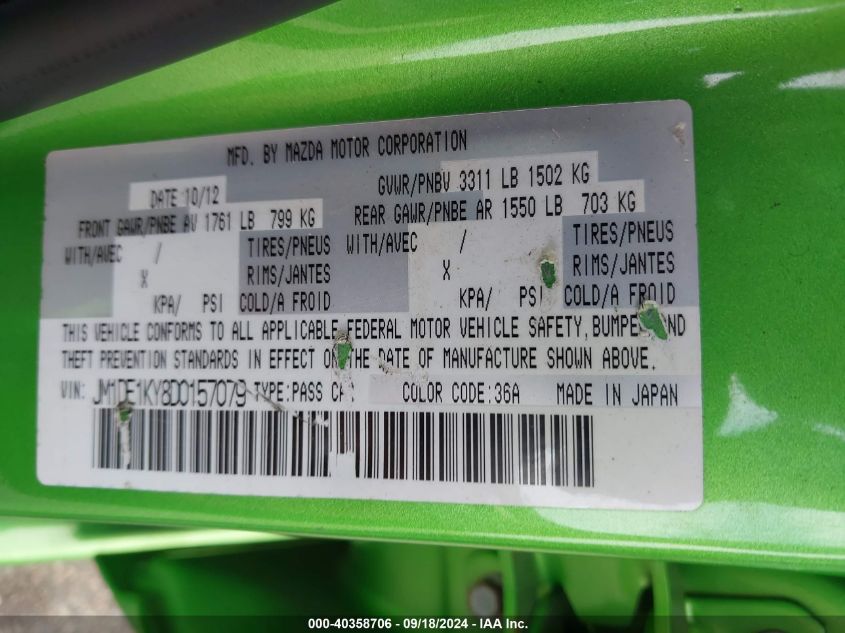 MFD. BY MAZDA MOTOR CORPORATION
DATE 10/12 GVWR/PNBV 3311 LB 1502 KG
FRONT GAWR/PNBE AV 1761 LB 799 KG REAR GAWR/PNBE AR 1550 LB 703 KG
WITH/AVEC / TIRES/PNEUS WITH/AVEC / TIRES/PNEUS
X RIMS/JANTES X RIMS/JANTES
KPA/ PSI COLD/A FROID KPA/ PSI COLD/A FROID
THIS VEHICLE CONFORMS TO ALL APPLICABLE FEDERAL MOTOR VEHICLE SAFETY, BUMPER AND
THEFT PREVENTION STANDARDS IN EFFECT ON THE DATE OF MANUFACTURE SHOWN ABOVE.
VIN: JM1DE1KY8D0157079 TYPE:PASS CAR COLOR CODE:36A MADE IN JAPAN
000-40358706 - 09/18/2024 - IAA Inc.